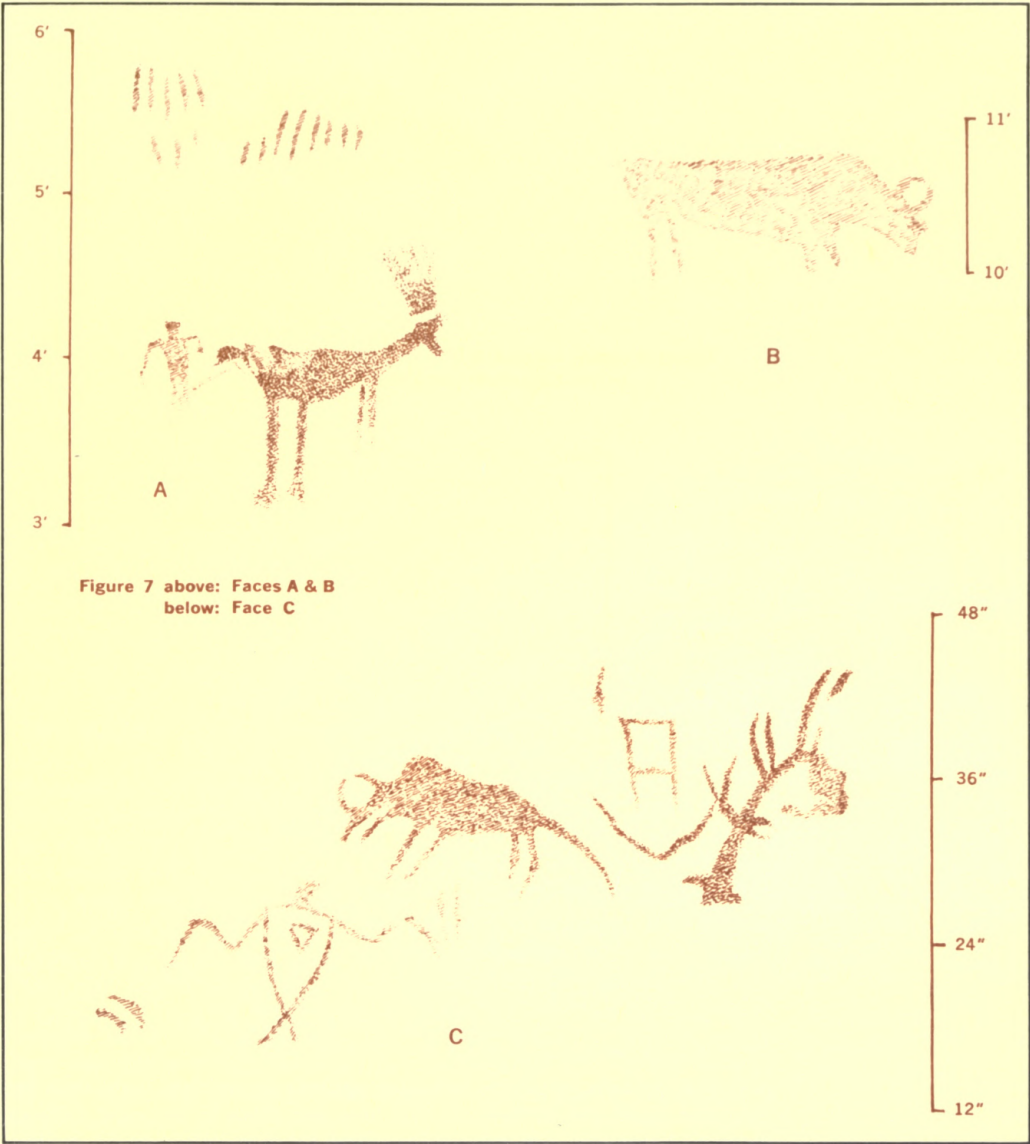 6′
5′
4′
3′
11′
10′
A
B
Figure 7 above: Faces A & B
below: Face C
48″
36″
24″
12″
C